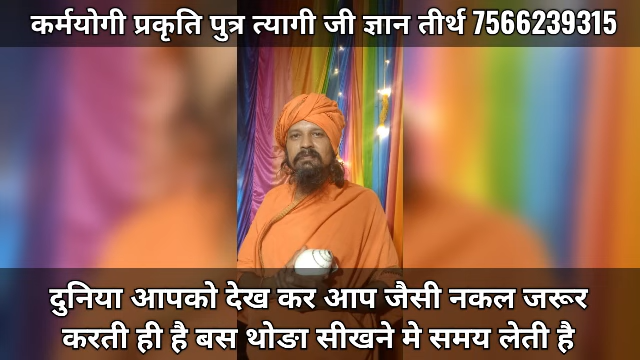 कर्मयोगी प्रकृति पुत्र त्यागी जी ज्ञान तीर्थ 7566239315
दुनिया आपको देख कर आप जैसी नकल जरूर
करती ही है बस थोङा सीखने मे समय लेती है